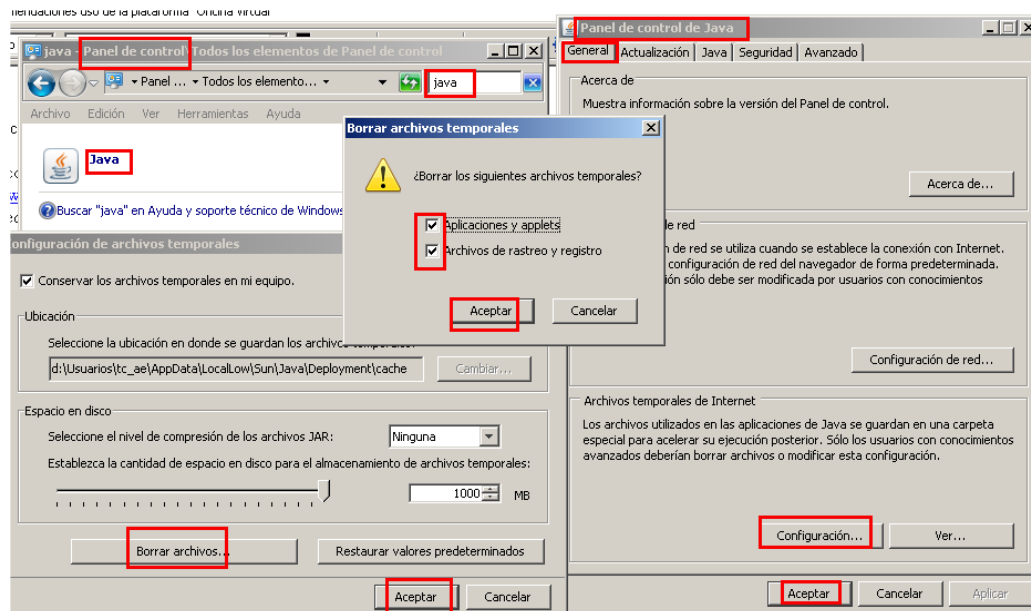 mendaciones uso de la plataforma "Oficina Virtual"
java - Panel de control\Todos los elementos de Panel de control
Panel ... Todos los elemento...
java
Archivo Edición Ver Herramientas Ayuda
Java
Buscar "java" en Ayuda y soporte técnico de Windows
onfiguración de archivos temporales
Conservar los archivos temporales en mi equipo.
Ubicación
Seleccione la ubicación en donde se guardan los archivos temporales:
d:\Usuarios\tc_ae\AppData\LocalLow\Sun\Java\Deployment\cache
Cambiar...
Espacio en disco
Seleccione el nivel de compresión de los archivos JAR:
Ninguna
Establezca la cantidad de espacio en disco para el almacenamiento de archivos temporales:
1000 MB
Borrar archivos...
Restaurar valores predeterminados
Aceptar
Cancelar
Borrar archivos temporales
¿Borrar los siguientes archivos temporales?
Aplicaciones y applets
Archivos de rastreo y registro
Aceptar
Cancelar
Panel de control de Java
General Actualización Java Seguridad Avanzado
Acerca de
Muestra información sobre la versión del Panel de control.
Acerca de...
de red
n de red se utiliza cuando se establece la conexión con Internet.
configuración de red del navegador de forma predeterminada.
ión sólo debe ser modificada por usuarios con conocimientos
Configuración de red...
Archivos temporales de Internet
Los archivos utilizados en las aplicaciones de Java se guardan en una carpeta
especial para acelerar su ejecución posterior. Sólo los usuarios con conocimientos
avanzados deberían borrar archivos o modificar esta configuración.
Configuración...
Ver...
Aceptar
Cancelar
Aplicar